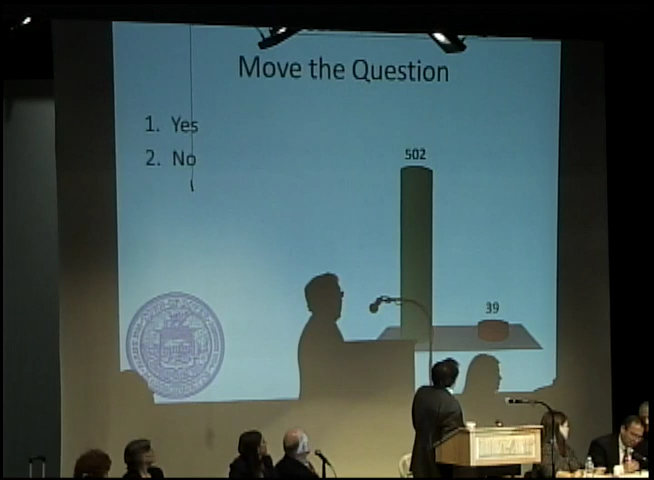 Move the Question
1. Yes
2. No
502
39